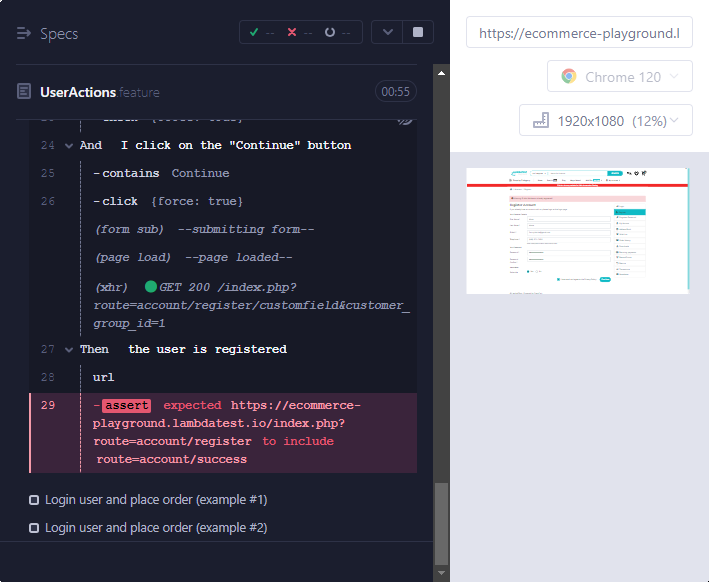 Specs
-- -- --
https://ecommerce-playground.l
UserActions.feature
00:55
Chrome 120
1920x1080 (12%)
24 And I click on the "Continue" button
25 -contains Continue
26 -click {force: true}
(form sub) --submitting form--
(page load) --page loaded--
(xhr) GET 200 /index.php?
route=account/register/customfield&customer_
group_id=1
27 Then the user is registered
28 url
29 -assert expected https://ecommerce-
playground.lambdatest.io/index.php?
route=account/register to include
route=account/success
Login user and place order (example #1)
Login user and place order (example #2)